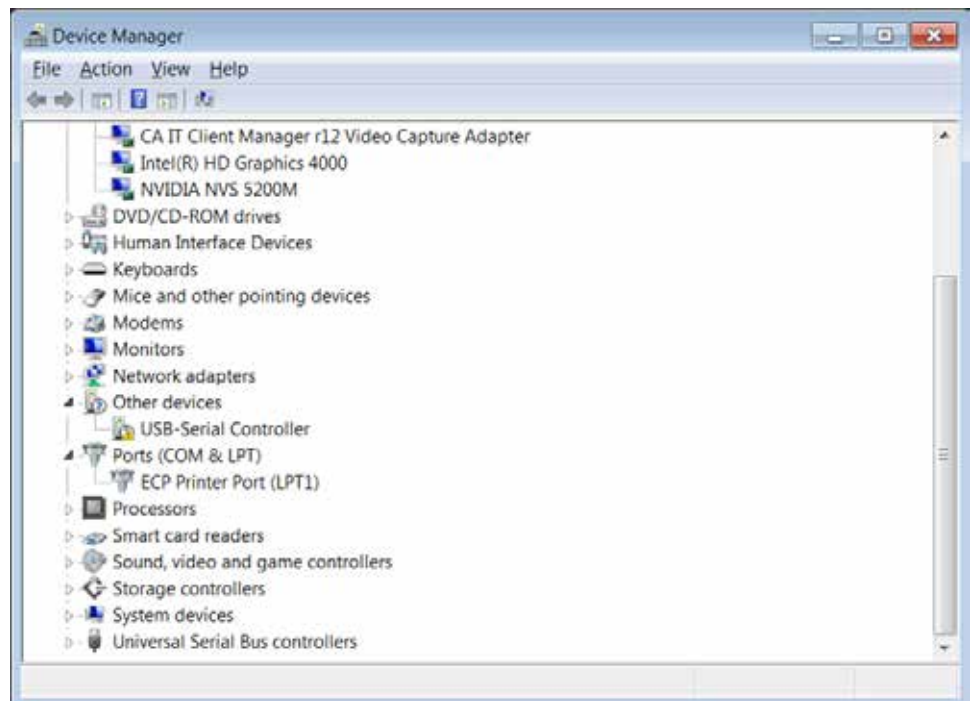 Device Manager
File Action View Help
CA IT Client Manager r12 Video Capture Adapter
Intel(R) HD Graphics 4000
NVIDIA NVS 5200M
DVD/CD-ROM drives
Human Interface Devices
Keyboards
Mice and other pointing devices
Modems
Monitors
Network adapters
Other devices
USB-Serial Controller
Ports (COM & LPT)
ECP Printer Port (LPT1)
Processors
Smart card readers
Sound, video and game controllers
Storage controllers
System devices
Universal Serial Bus controllers